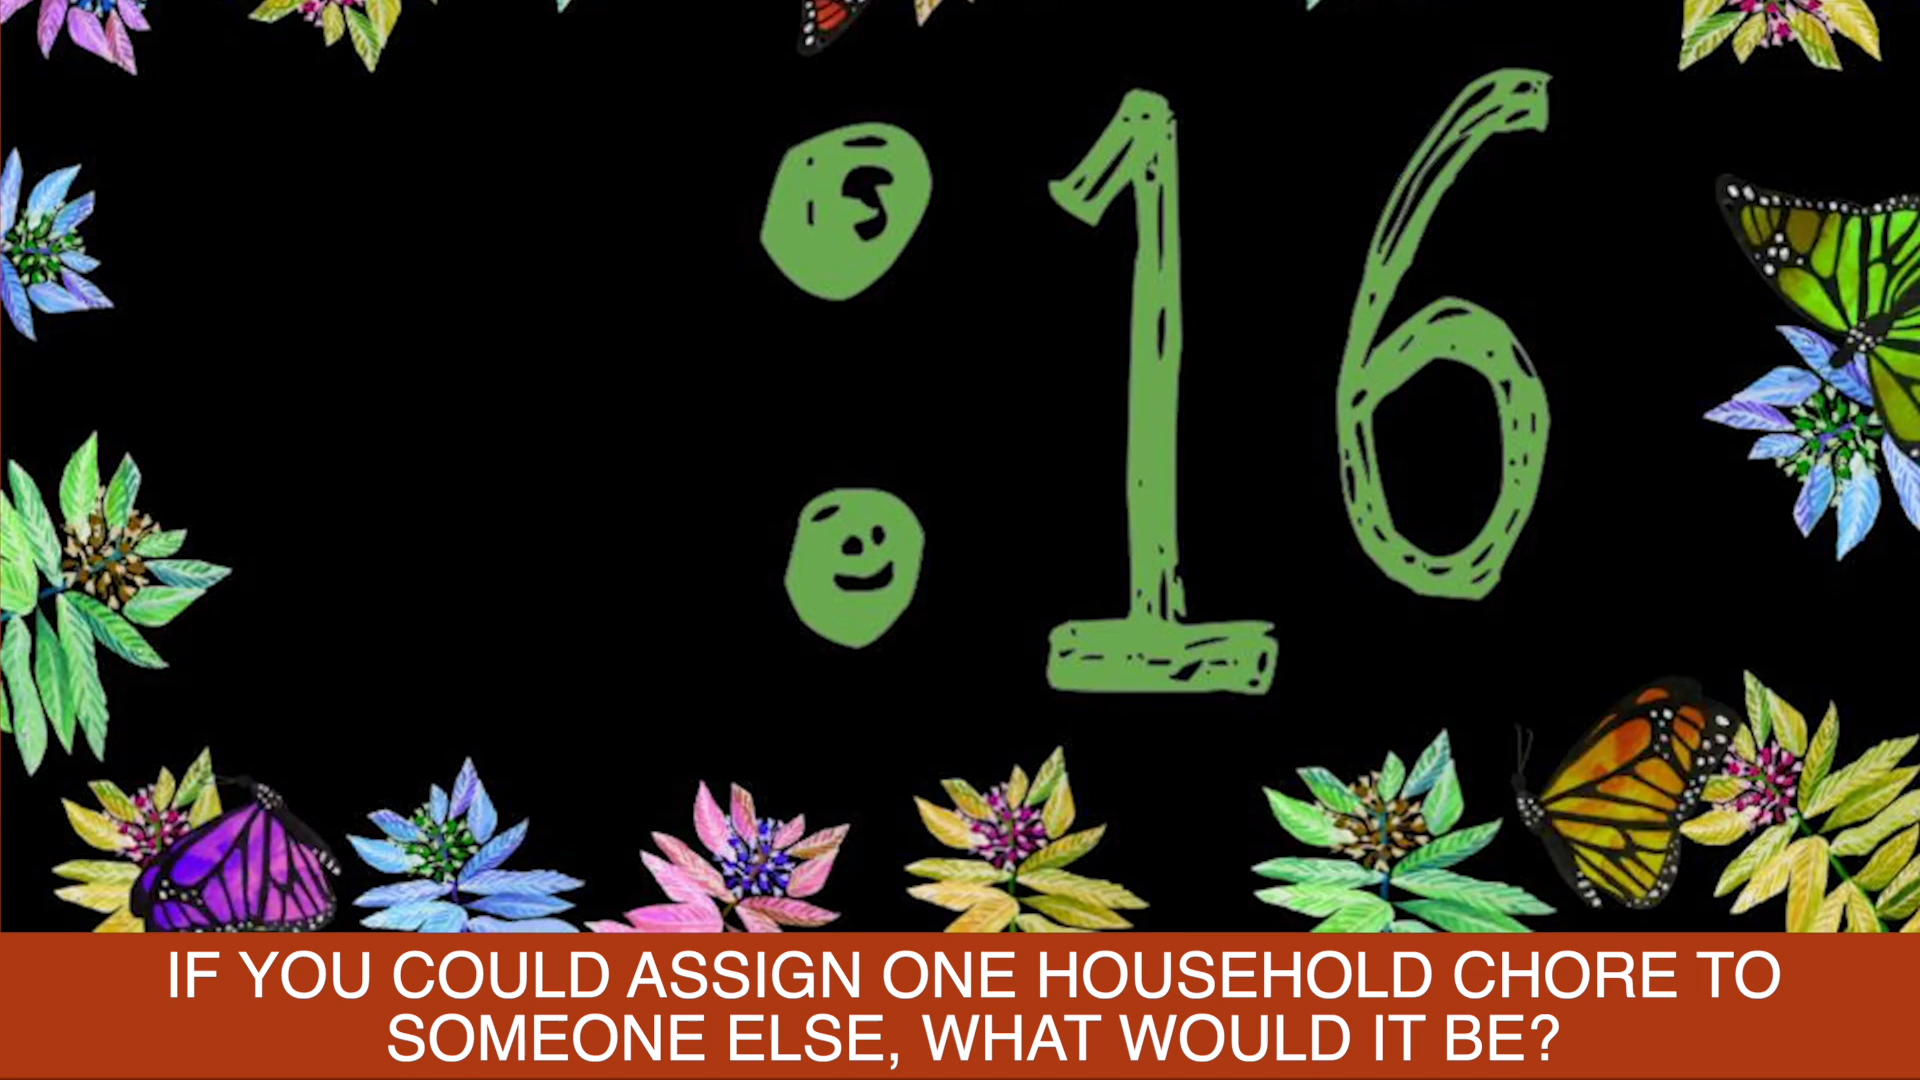 :16
IF YOU COULD ASSIGN ONE HOUSEHOLD CHORE TO
SOMEONE ELSE, WHAT WOULD IT BE?